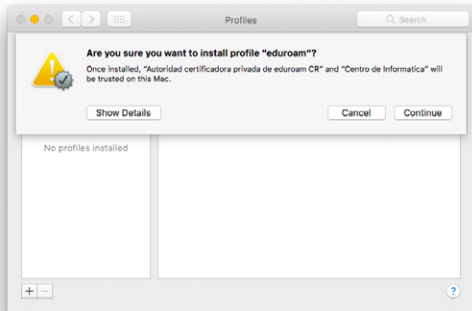 Profiles
Search
Are you sure you want to install profile “eduroam”?
Once installed, “Autoridad certificadora privada de eduroam CR” and “Centro de Informatica” will
be trusted on this Mac.
Show Details
Cancel
Continue
No profiles installed
+ −
?